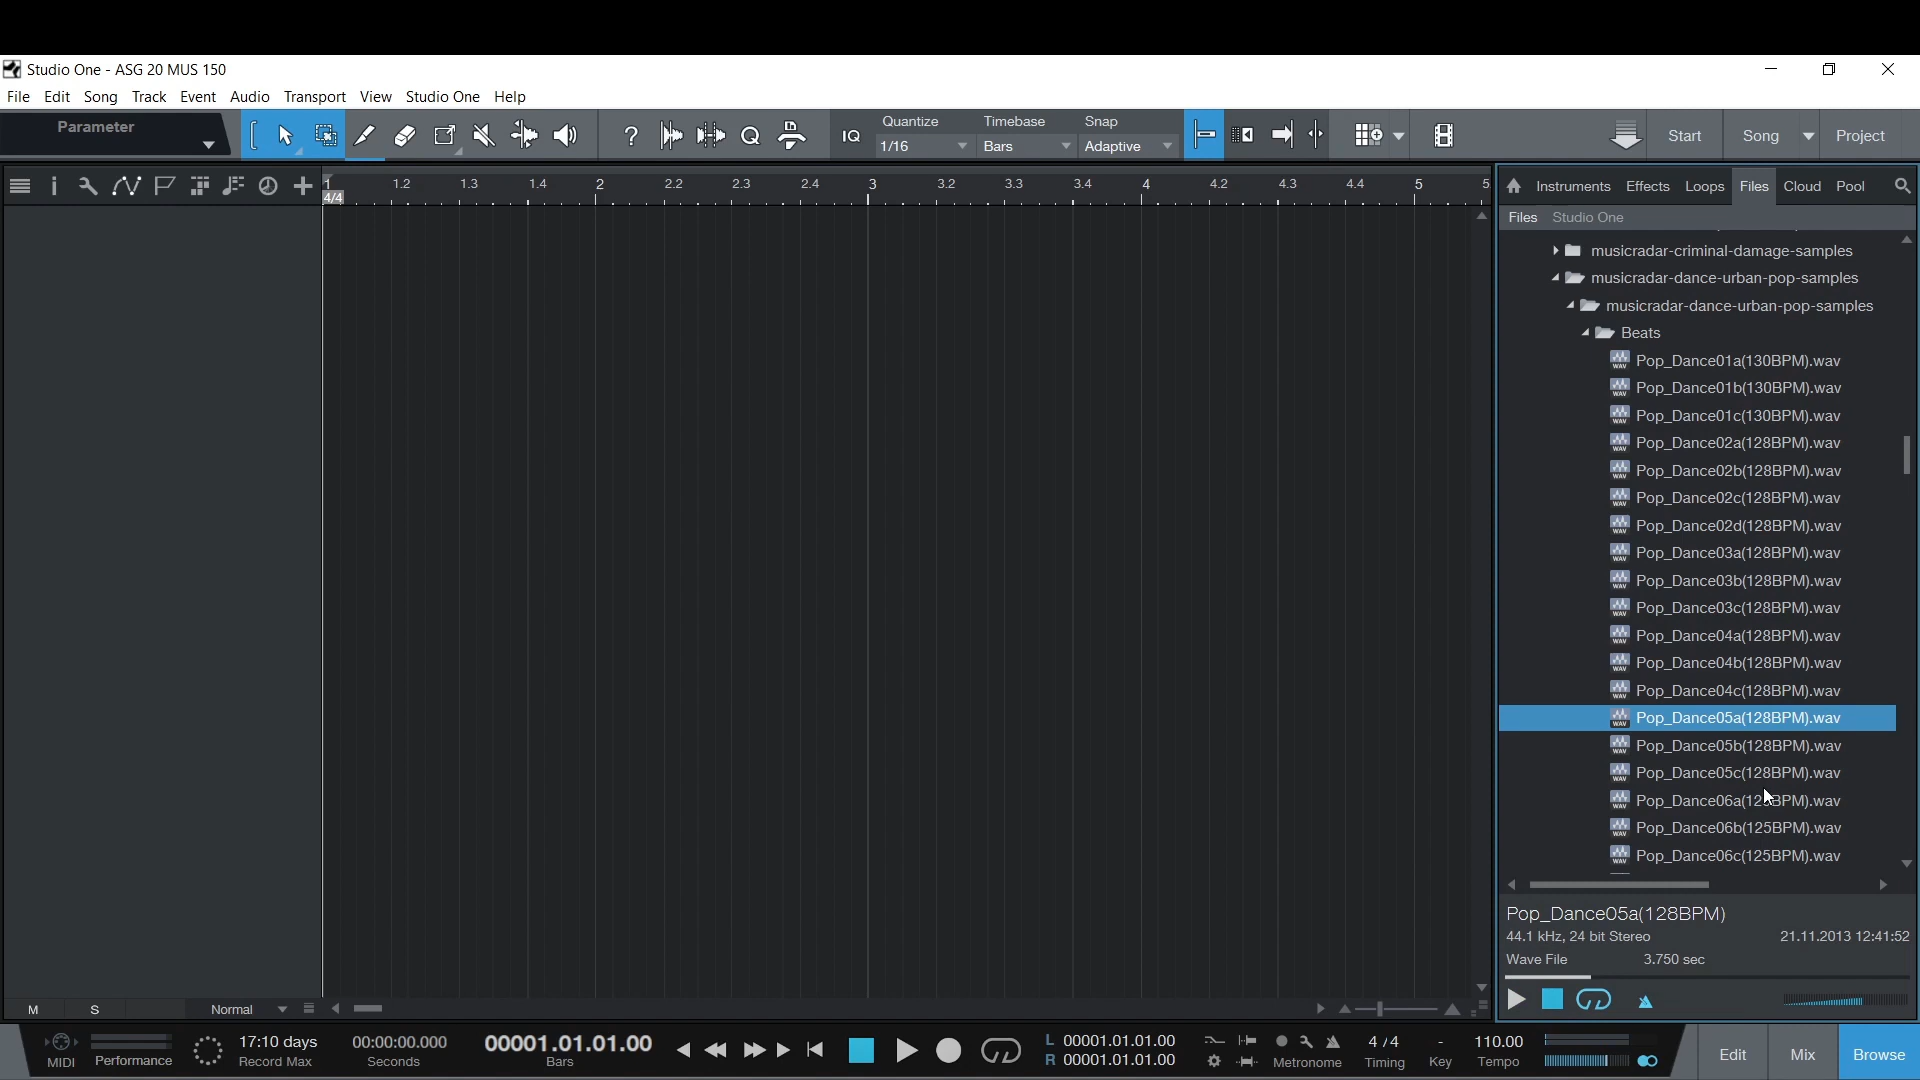 Studio One - ASG 20 MUS 150
File Edit Song Track Event Audio Transport View Studio One Help
Parameter
IQ
Quantize
1/16
Timebase
Bars
Snap
Adaptive
Start
Song
Project
1 1.2 1.3 1.4 2 2.2 2.3 2.4 3 3.2 3.3 3.4 4 4.2 4.3 4.4 5 5
4/4
Instruments Effects Loops Files Cloud Pool
Files Studio One
musicradar-criminal-damage-samples
musicradar-dance-urban-pop-samples
musicradar-dance-urban-pop-samples
Beats
Pop_Dance01a(130BPM).wav
Pop_Dance01b(130BPM).wav
Pop_Dance01c(130BPM).wav
Pop_Dance02a(128BPM).wav
Pop_Dance02b(128BPM).wav
Pop_Dance02c(128BPM).wav
Pop_Dance02d(128BPM).wav
Pop_Dance03a(128BPM).wav
Pop_Dance03b(128BPM).wav
Pop_Dance03c(128BPM).wav
Pop_Dance04a(128BPM).wav
Pop_Dance04b(128BPM).wav
Pop_Dance04c(128BPM).wav
Pop_Dance05a(128BPM).wav
Pop_Dance05b(128BPM).wav
Pop_Dance05c(128BPM).wav
Pop_Dance06b(125BPM).wav
Pop_Dance06c(125BPM).wav
Pop_Dance05a(128BPM)
44.1 kHz, 24 bit Stereo 21.11.2013 12:41:52
Wave File 3.750 sec
M S Normal
MIDI
Performance
17:10 days
Record Max
00:00:00.000
Seconds
00001.01.01.00
Bars
L 00001.01.01.00
R 00001.01.01.00
Metronome
4 / 4
Timing
-
Key
110.00
Tempo
Edit
Mix
Browse